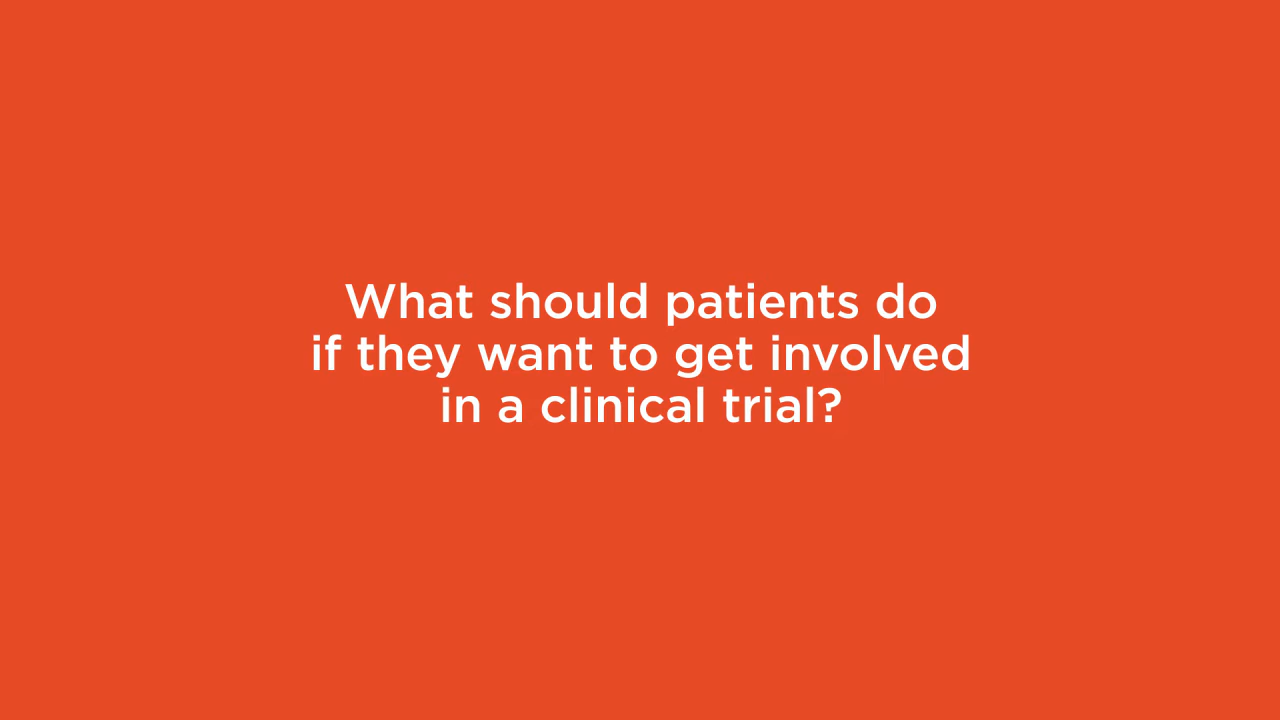 What should patients do
if they want to get involved
in a clinical trial?